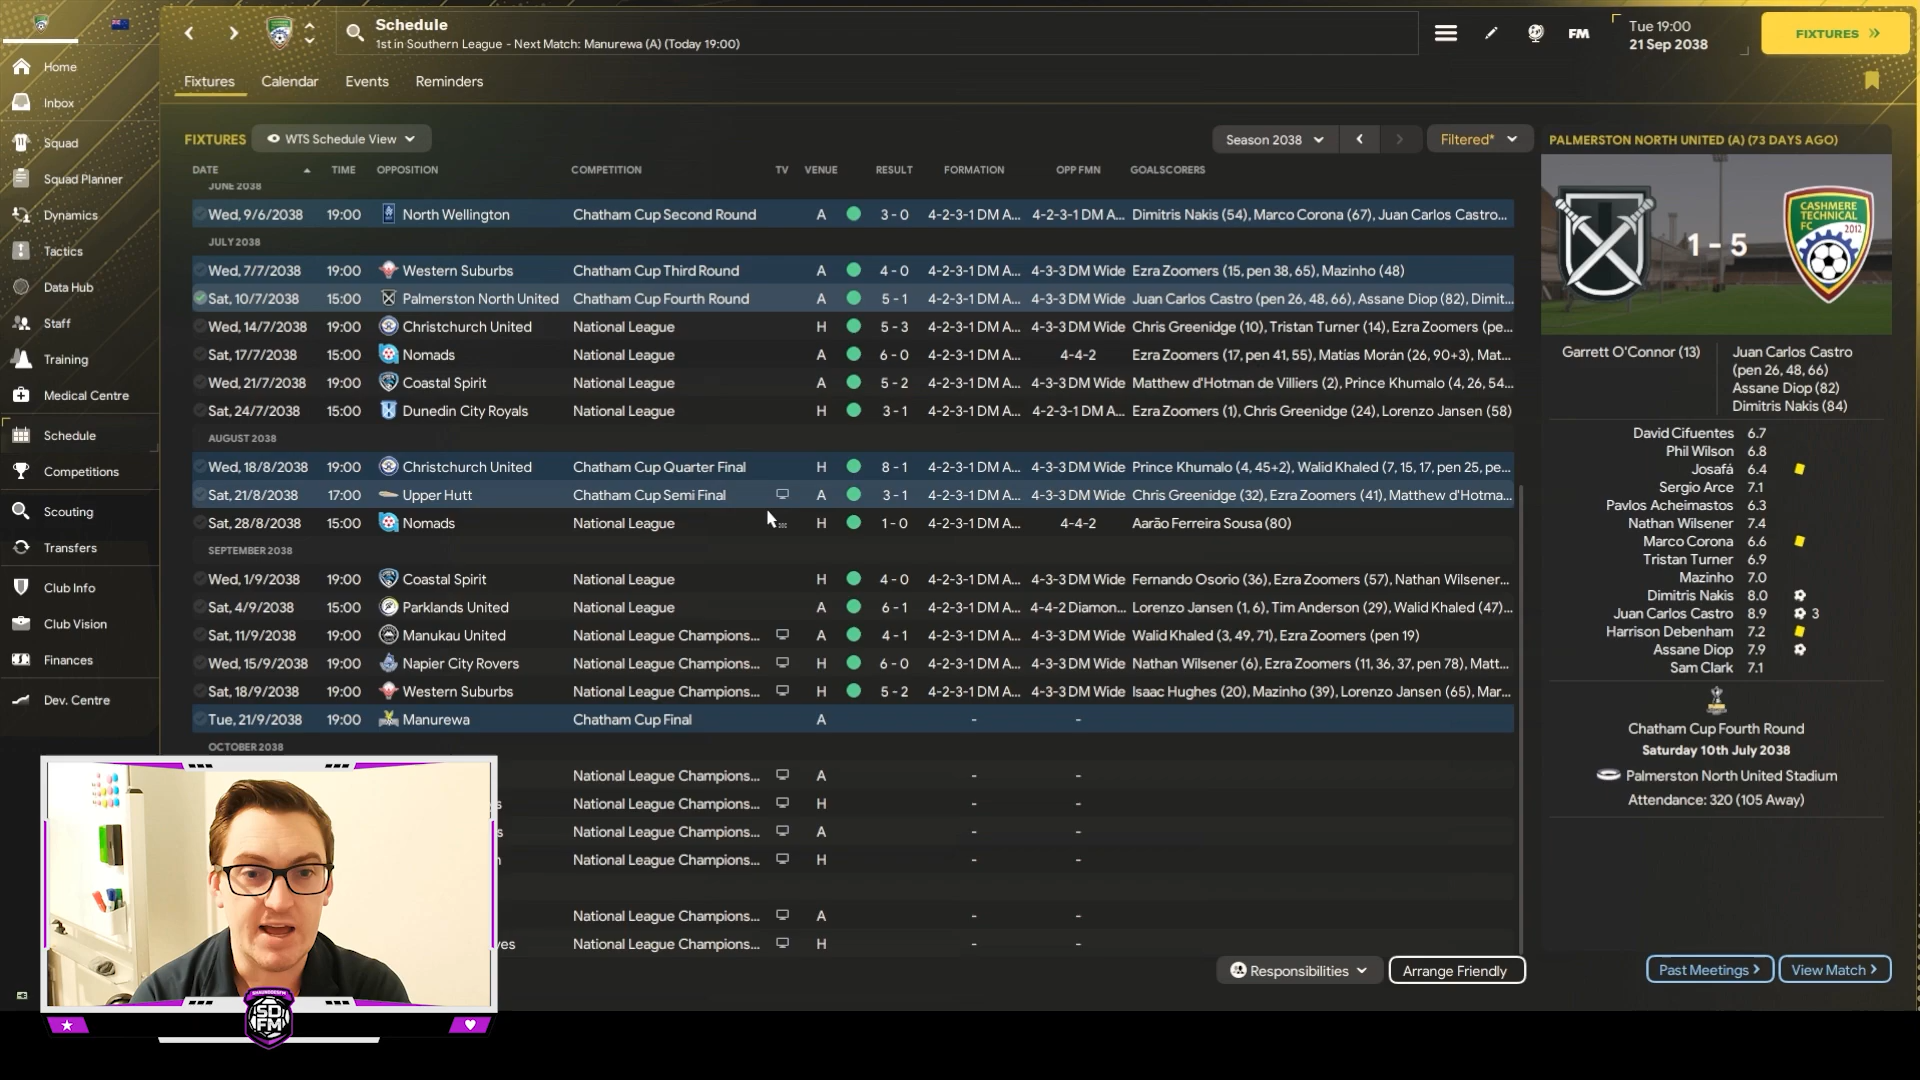 Schedule
1st in Southern League - Next Match: Manurewa (A) (Today 19:00)
FM
Tue 19:00
21 Sep 2038
FIXTURES
Home
Inbox
Squad
Squad Planner
Dynamics
Tactics
Data Hub
Staff
Training
Medical Centre
Schedule
Competitions
Scouting
Transfers
Club Info
Club Vision
Finances
Dev. Centre
Fixtures Calendar Events Reminders
FIXTURES WTS Schedule View Season 2038 Filtered*
DATE TIME OPPOSITION COMPETITION TV VENUE RESULT FORMATION OPP FMN GOALSCORERS
JUNE 2038
Wed, 9/6/2038 19:00 North Wellington Chatham Cup Second Round A 3 - 0 4-2-3-1 DM A... 4-2-3-1 DM A... Dimitris Nakis (54), Marco Corona (67), Juan Carlos Castro...
JULY 2038
Wed, 7/7/2038 19:00 Western Suburbs Chatham Cup Third Round A 4 - 0 4-2-3-1 DM A... 4-3-3 DM Wide Ezra Zoomers (15, pen 38, 65), Mazinho (48)
Sat, 10/7/2038 15:00 Palmerston North United Chatham Cup Fourth Round A 5 - 1 4-2-3-1 DM A... 4-3-3 DM Wide Juan Carlos Castro (pen 26, 48, 66), Assane Diop (82), Dimit...
Wed, 14/7/2038 19:00 Christchurch United National League H 5 - 3 4-2-3-1 DM A... 4-3-3 DM Wide Chris Greenidge (10), Tristan Turner (14), Ezra Zoomers (pe...
Sat, 17/7/2038 15:00 Nomads National League A 6 - 0 4-2-3-1 DM A... 4-4-2 Ezra Zoomers (17, pen 41, 55), Matías Morán (26, 90+3), Mat...
Wed, 21/7/2038 19:00 Coastal Spirit National League A 5 - 2 4-2-3-1 DM A... 4-3-3 DM Wide Matthew d'Hotman de Villiers (2), Prince Khumalo (4, 26, 54...
Sat, 24/7/2038 15:00 Dunedin City Royals National League H 3 - 1 4-2-3-1 DM A... 4-2-3-1 DM A... Ezra Zoomers (1), Chris Greenidge (24), Lorenzo Jansen (58)
AUGUST 2038
Wed, 18/8/2038 19:00 Christchurch United Chatham Cup Quarter Final H 8 - 1 4-2-3-1 DM A... 4-3-3 DM Wide Prince Khumalo (4, 45+2), Walid Khaled (7, 15, 17, pen 25, pe...
Sat, 21/8/2038 17:00 Upper Hutt Chatham Cup Semi Final A 3 - 1 4-2-3-1 DM A... 4-3-3 DM Wide Chris Greenidge (32), Ezra Zoomers (41), Matthew d'Hotma...
Sat, 28/8/2038 15:00 Nomads National League H 1 - 0 4-2-3-1 DM A... 4-4-2 Aarão Ferreira Sousa (80)
SEPTEMBER 2038
Wed, 1/9/2038 19:00 Coastal Spirit National League H 4 - 0 4-2-3-1 DM A... 4-3-3 DM Wide Fernando Osorio (36), Ezra Zoomers (57), Nathan Wilsener...
Sat, 4/9/2038 15:00 Parklands United National League A 6 - 1 4-2-3-1 DM A... 4-4-2 Diamon... Lorenzo Jansen (1, 6), Tim Anderson (29), Walid Khaled (47)...
Sat, 11/9/2038 19:00 Manukau United National League Champions... A 4 - 1 4-2-3-1 DM A... 4-3-3 DM Wide Walid Khaled (3, 49, 71), Ezra Zoomers (pen 19)
Wed, 15/9/2038 19:00 Napier City Rovers National League Champions... H 6 - 0 4-2-3-1 DM A... 4-3-3 DM Wide Nathan Wilsener (6), Ezra Zoomers (11, 36, 37, pen 78), Matt...
Sat, 18/9/2038 19:00 Western Suburbs National League Champions... H 5 - 2 4-2-3-1 DM A... 4-3-3 DM Wide Isaac Hughes (20), Mazinho (39), Lorenzo Jansen (65), Mar...
Tue, 21/9/2038 19:00 Manurewa Chatham Cup Final A - -
OCTOBER 2038
National League Champions... A - -
s National League Champions... H - -
s National League Champions... A - -
n National League Champions... H - -
National League Champions... A - -
ves National League Champions... H - -
Responsibilities Arrange Friendly
PALMERSTON NORTH UNITED (A) (73 DAYS AGO)
1 - 5
CASHMERE
TECHNICAL
FC 2012
Garrett O'Connor (13)
Juan Carlos Castro
(pen 26, 48, 66)
Assane Diop (82)
Dimitris Nakis (84)
David Cifuentes 6.7
Phil Wilson 6.8
Josafá 6.4
Sergio Arce 7.1
Pavlos Acheimastos 6.3
Nathan Wilsener 7.4
Marco Corona 6.6
Tristan Turner 6.9
Mazinho 7.0
Dimitris Nakis 8.0
Juan Carlos Castro 8.9 3
Harrison Debenham 7.2
Assane Diop 7.9
Sam Clark 7.1
Chatham Cup Fourth Round
Saturday 10th July 2038
Palmerston North United Stadium
Attendance: 320 (105 Away)
Past Meetings View Match
SD
FM